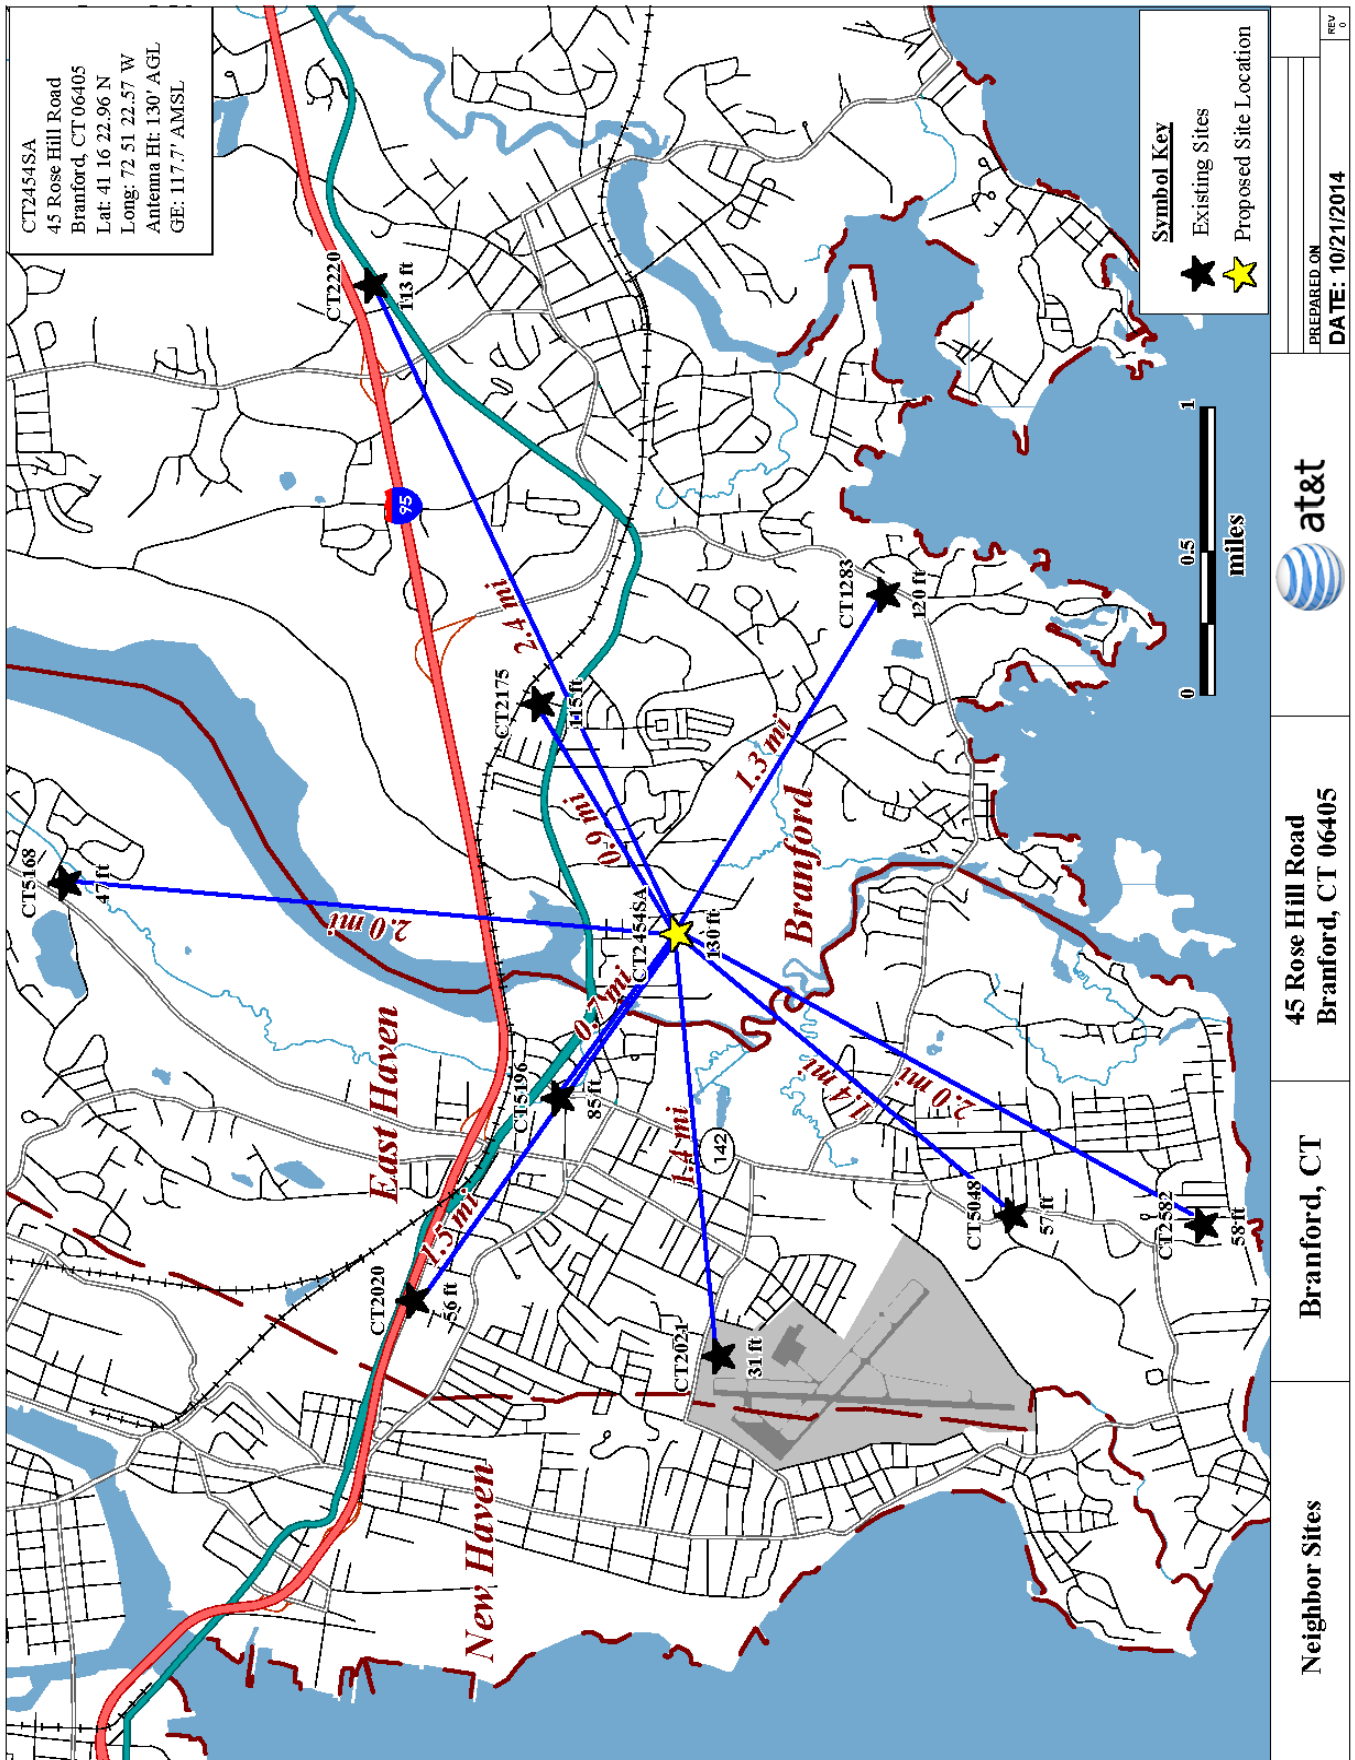 CT2454SA
45 Rose Hill Road
Branford, CT 06405
Lat: 41 16 22.96 N
Long: 72 51 22.57 W
Antenna Ht: 130' AGL
GE: 117.7' AMSL
CT5168
47 ft
CT2220
113 ft
95
2.0 mi
2.4 mi
East Haven
CT2175
115 ft
CT2020
56 ft
1.5 mi
CT5196
85 ft
0.7 mi
0.9 mi
New Haven
CT2454SA
130 ft
CT2021
31 ft
1.4 mi
142
Branford
1.3 mi
CT1283
120 ft
1.4 mi
2.0 mi
CT5048
57 ft
CT2582
58 ft
Symbol Key
Existing Sites
Proposed Site Location
0 0.5 1
miles
Neighbor Sites
Branford, CT
45 Rose Hill Road
Branford, CT 06405
at&t
PREPARED ON
DATE: 10/21/2014
REV
0